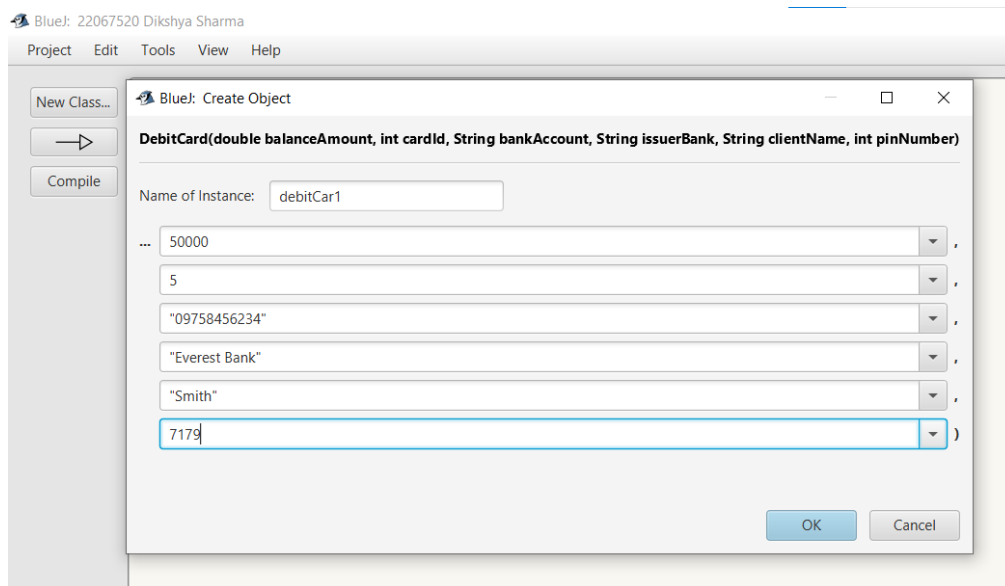 BlueJ: 22067520 Dikshya Sharma
Project Edit Tools View Help
New Class...
BlueJ: Create Object
DebitCard(double balanceAmount, int cardId, String bankAccount, String issuerBank, String clientName, int pinNumber)
Compile
Name of Instance: debitCar1
... 50000 ,
5 ,
"09758456234" ,
"Everest Bank" ,
"Smith" ,
7179 )
OK Cancel